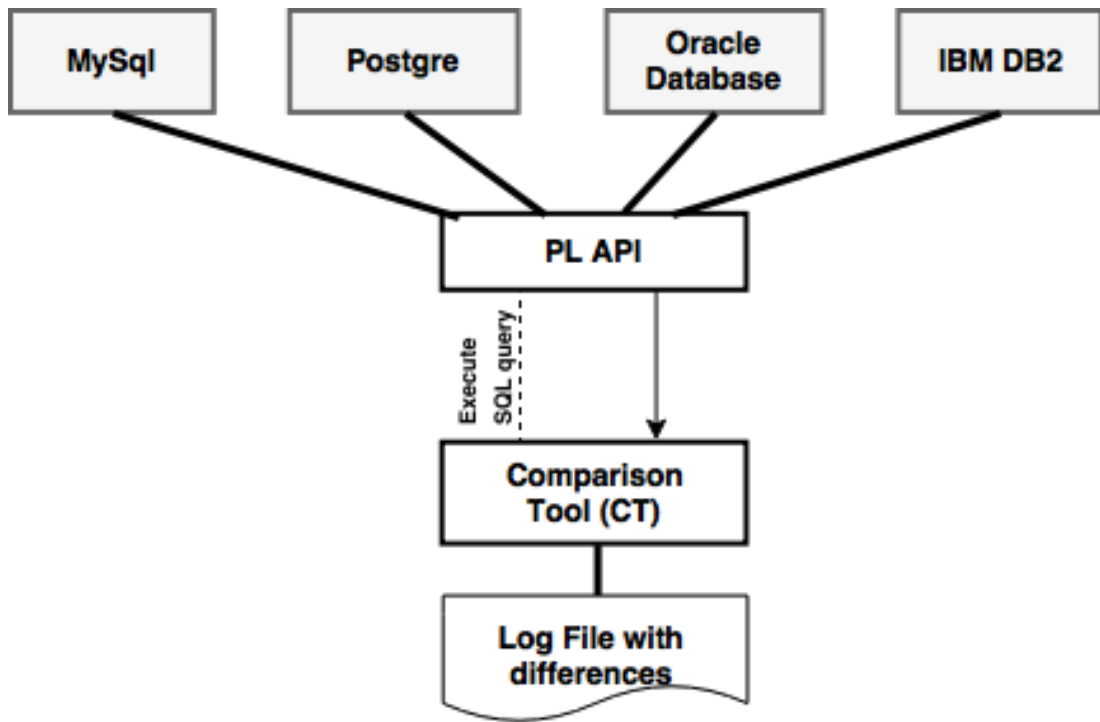 MySql
Postgre
Oracle
Database
IBM DB2
PL API
Execute
SQL query
Comparison
Tool (CT)
Log File with
differences